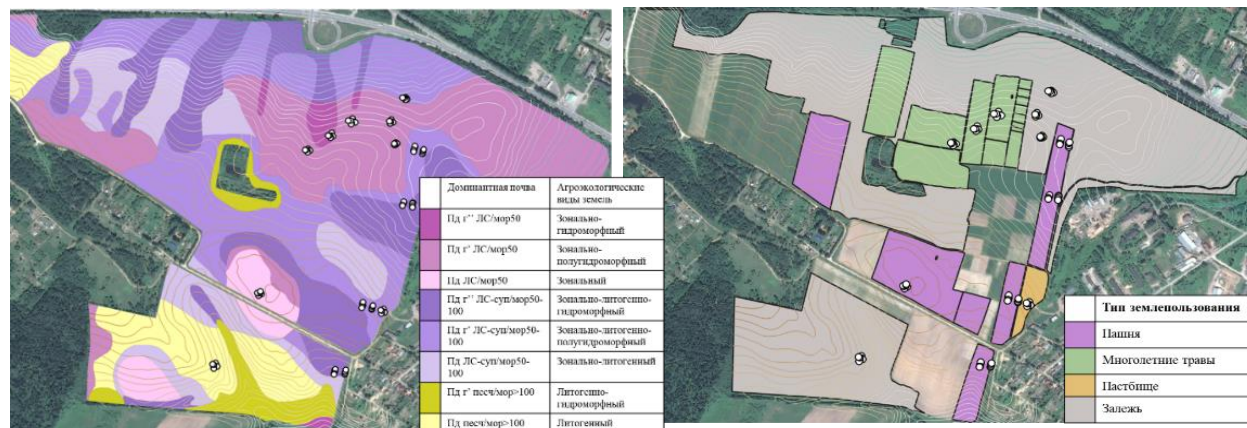 Доминантная почва
Агроэкологические
виды земель
Пд г'' ЛС/мор50
Зонально-
гидроморфный
Пд г' ЛС/мор50
Зонально-
полугидроморфный
Пд ЛС/мор50
Зональный
Пд г'' ЛС-суп/мор50-
100
Зонально-литогенно-
гидроморфный
Пд г' ЛС-суп/мор50-
100
Зонально-литогенно-
полугидроморфный
Пд ЛС-суп/мор50-
100
Зонально-литогенный
Пд г' песч/мор>100
Литогенно-
гидроморфный
Пд песч/мор>100
Литогенный
Тип землепользования
Пашня
Многолетние травы
Пастбище
Залежь